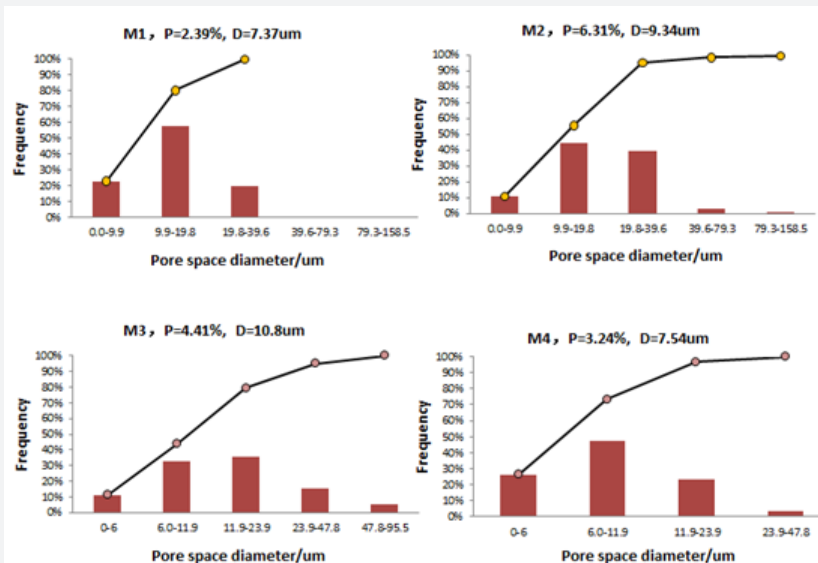 M1，P=2.39%, D=7.37um
100%
90%
80%
70%
60%
50%
40%
30%
20%
10%
0%
Frequency
0.0-9.9 9.9-19.8 19.8-39.6 39.6-79.3 79.3-158.5
Pore space diameter/um
M2，P=6.31%, D=9.34um
100%
90%
80%
70%
60%
50%
40%
30%
20%
10%
0%
Frequency
0.0-9.9 9.9-19.8 19.8-39.6 39.6-79.3 79.3-158.5
Pore space diameter/um
M3，P=4.41%, D=10.8um
100%
90%
80%
70%
60%
50%
40%
30%
20%
10%
0%
Frequency
0-6 6.0-11.9 11.9-23.9 23.9-47.8 47.8-95.5
Pore space diameter/um
M4，P=3.24%, D=7.54um
100%
90%
80%
70%
60%
50%
40%
30%
20%
10%
0%
Frequency
0-6 6.0-11.9 11.9-23.9 23.9-47.8
Pore space diameter/um